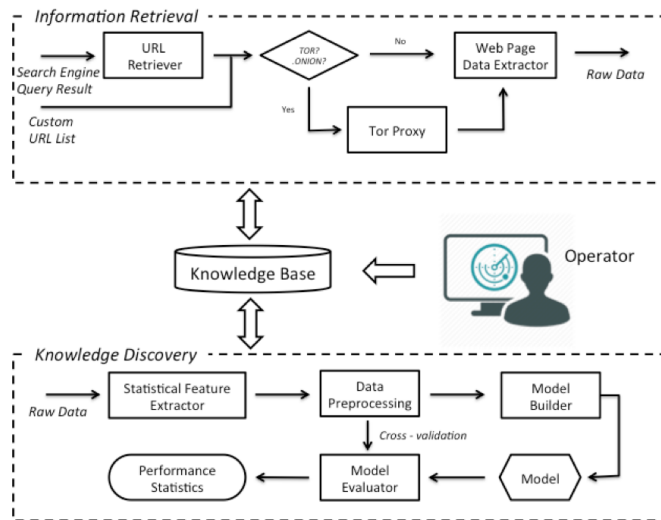 Information Retrieval
URL
Retriever
Search Engine
Query Result
Custom
URL List
TOR?
.ONION?
No
Yes
Tor Proxy
Web Page
Data Extractor
Raw Data
Knowledge Base
Operator
Knowledge Discovery
Raw Data
Statistical Feature
Extractor
Data
Preprocessing
Model
Builder
Cross - validation
Performance
Statistics
Model
Evaluator
Model